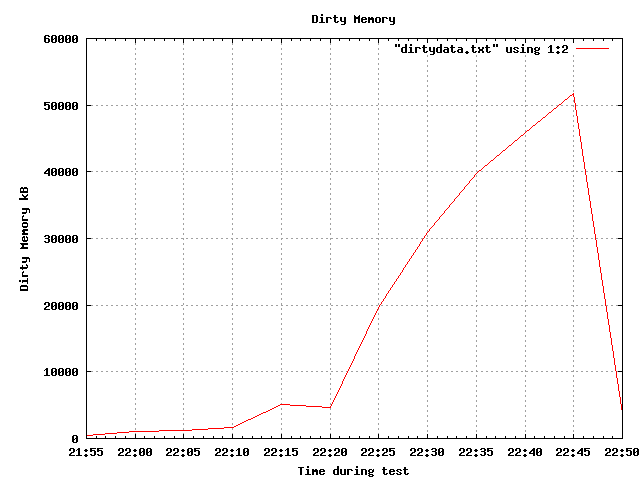 Dirty Memory
"dirtydata.txt" using 1:2
60000
50000
40000
30000
20000
10000
0
Dirty Memory kB
21:55 22:00 22:05 22:10 22:15 22:20 22:25 22:30 22:35 22:40 22:45 22:50
Time during test